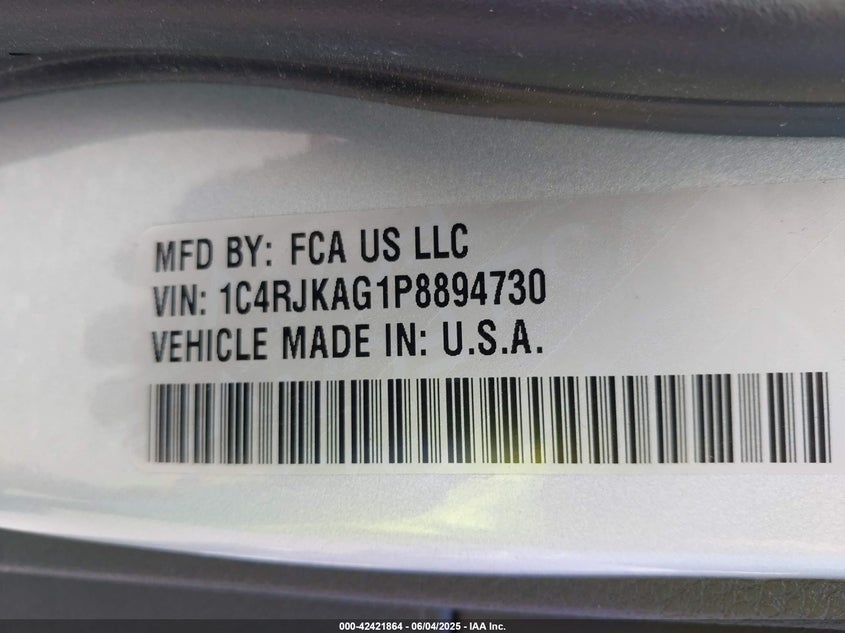 MFD BY: FCA US LLC
VIN: 1C4RJKAG1P8894730
VEHICLE MADE IN: U.S.A.
000-42421864 - 06/04/2025 - IAA Inc.